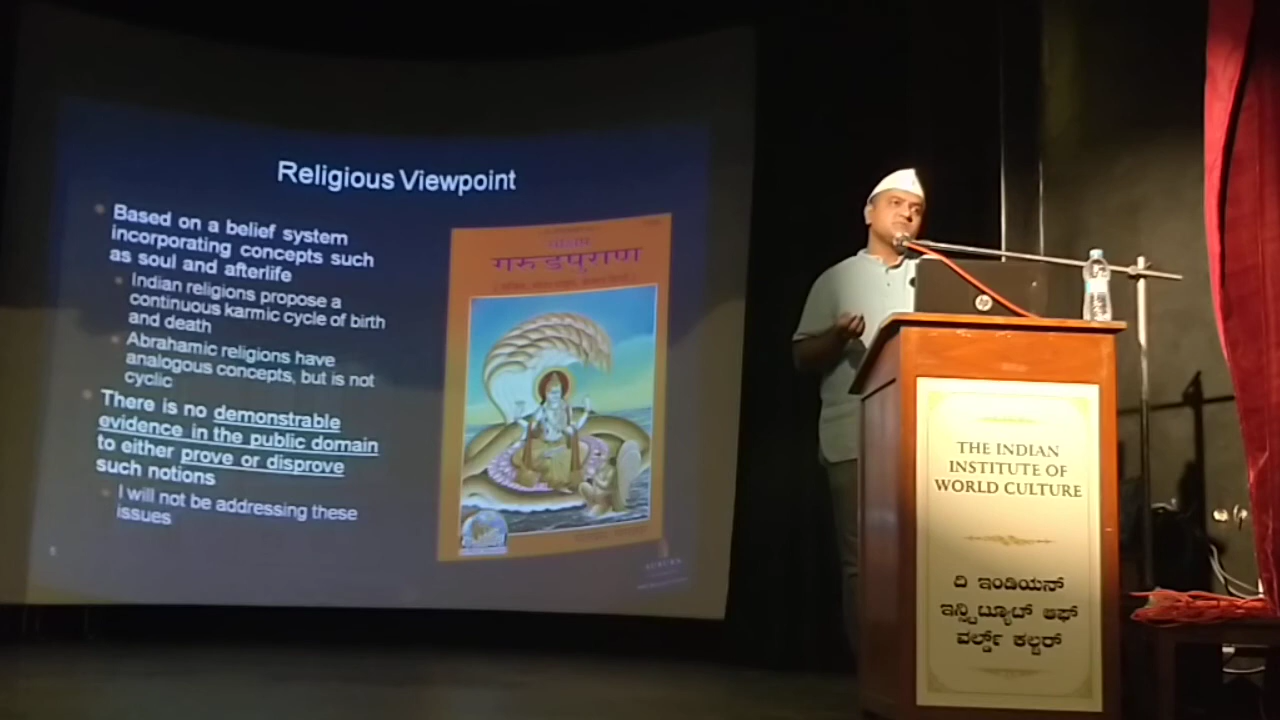 Religious Viewpoint
Based on a belief system
incorporating concepts such
as soul and afterlife
Indian religions propose a
continuous karmic cycle of birth
and death
Abrahamic religions have
analogous concepts, but is not
cyclic
There is no demonstrable
evidence in the public domain
to either prove or disprove
such notions
I will not be addressing these
issues
गरुडपुराण
hp
THE INDIAN
INSTITUTE OF
WORLD CULTURE
ದಿ ಇಂಡಿಯನ್
ಇನ್ಸ್ಟಿಟ್ಯೂಟ್ ಆಫ್
ವರ್ಲ್ಡ್ ಕಲ್ಚರ್